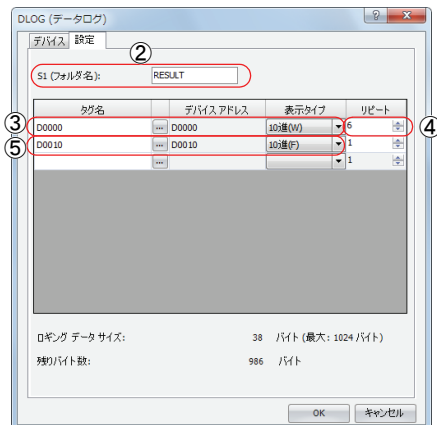 DLOG (データログ)
デバイス 設定
②
S1 (フォルダ名): RESULT
タグ名 デバイス アドレス 表示タイプ リピート
③ D0000 ... D0000 10進(W) 6 ④
⑤ D0010 ... D0010 10進(F) 1
... 1
ロギング データ サイズ: 38 バイト (最大: 1024 バイト)
残りバイト数: 986 バイト
OK キャンセル